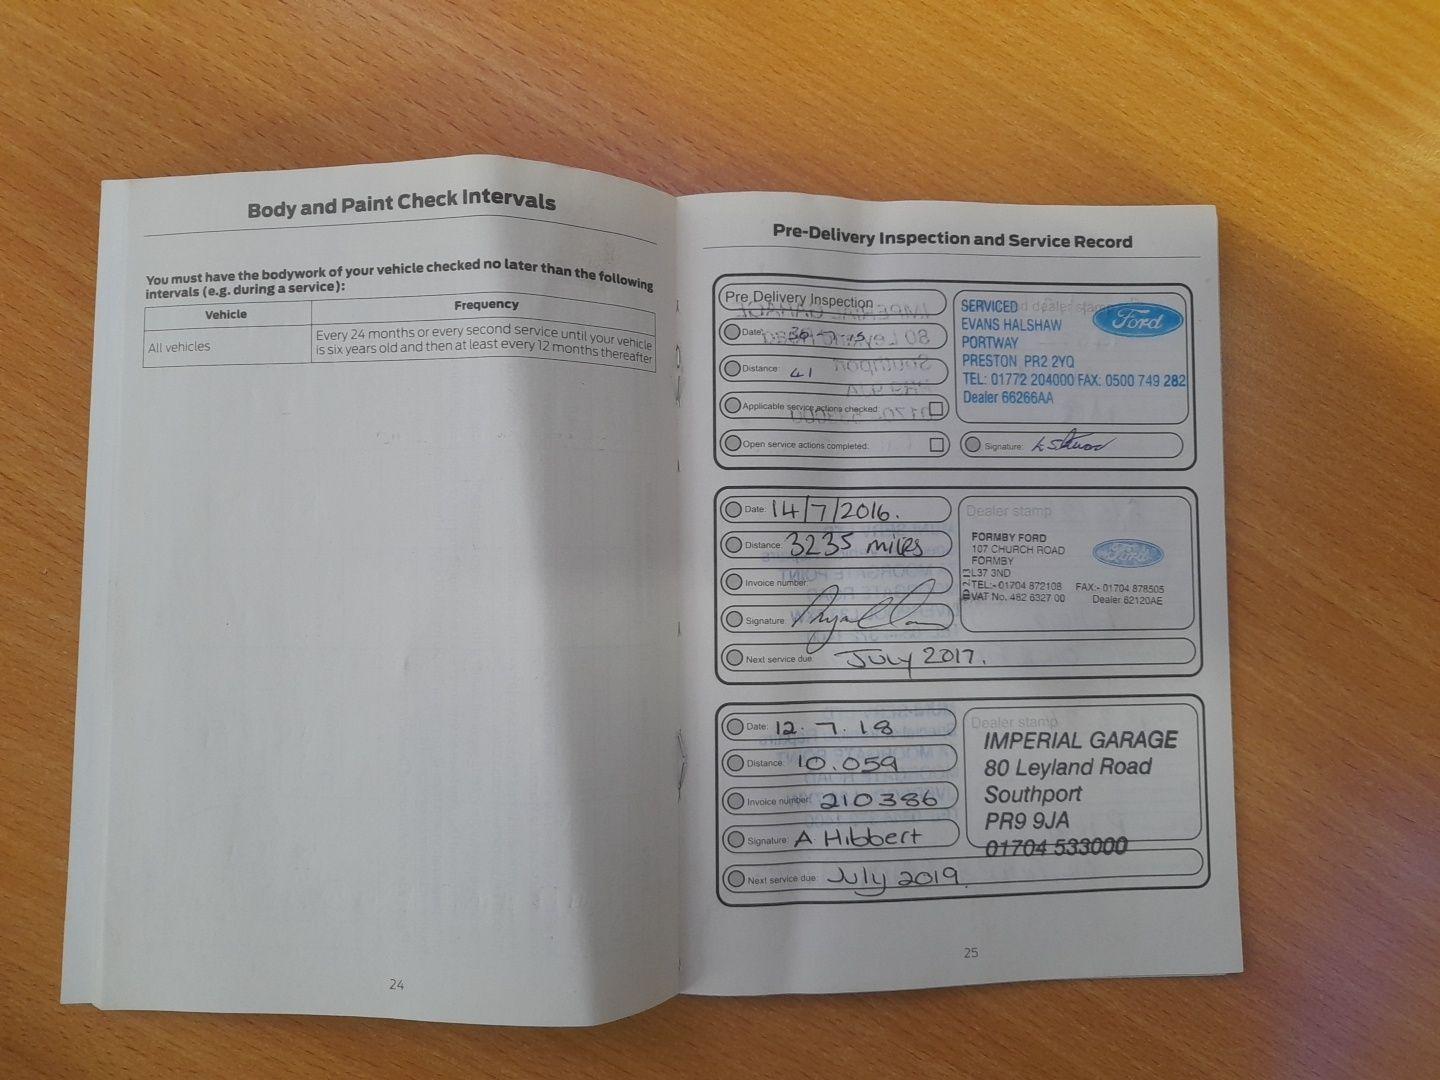 Body and Paint Check Intervals
You must have the bodywork of your vehicle checked no later than the following
intervals (e.g. during a service):
Vehicle Frequency
All vehicles Every 24 months or every second service until your vehicle
is six years old and then at least every 12 months thereafter
24
Pre-Delivery Inspection and Service Record
Pre Delivery Inspection
Date: 30-7-15
Distance: 41
Applicable service actions checked:
Open service actions completed:
dealer stamp
SERVICED
EVANS HALSHAW
PORTWAY
PRESTON PR2 2YQ
TEL: 01772 204000 FAX: 0500 749 282
Dealer 66266AA
Ford
Signature:
Date: 14/7/2016.
Distance: 3235 miles
Invoice number:
Signature:
Next service due: July 2017.
Dealer stamp
FORMBY FORD
107 CHURCH ROAD
FORMBY
L37 3ND
TEL:- 01704 872108 FAX:- 01704 878505
VAT No. 482 6327 00 Dealer 62120AE
Ford
Date: 12.7.18
Distance: 10.059
Invoice number: 210386
Signature: A Hibbert
Next service due: July 2019.
Dealer stamp
IMPERIAL GARAGE
80 Leyland Road
Southport
PR9 9JA
01704 533000
25